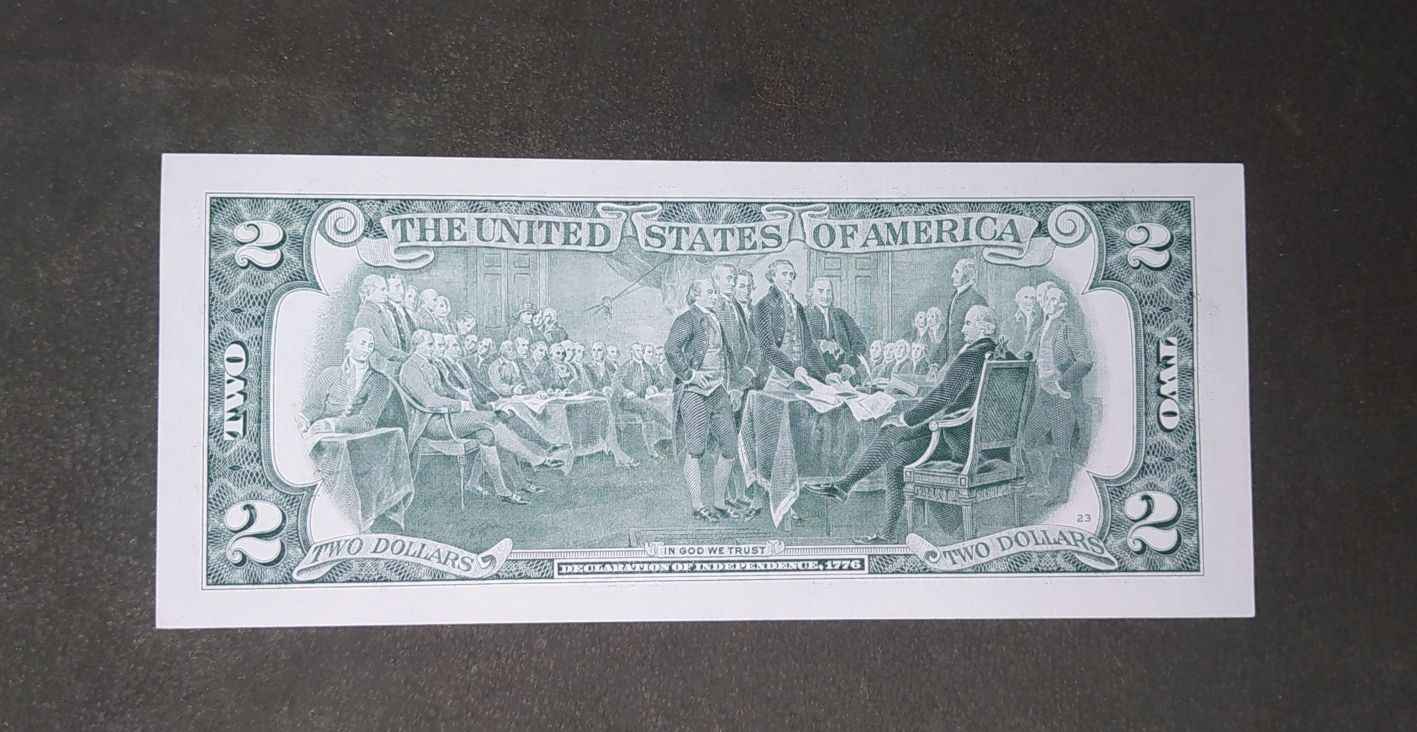 THE UNITED STATES OF AMERICA
2
2
TWO
TWO
23
2
2
TWO DOLLARS
IN GOD WE TRUST
TWO DOLLARS
DECLARATION OF INDEPENDENCE, 1776